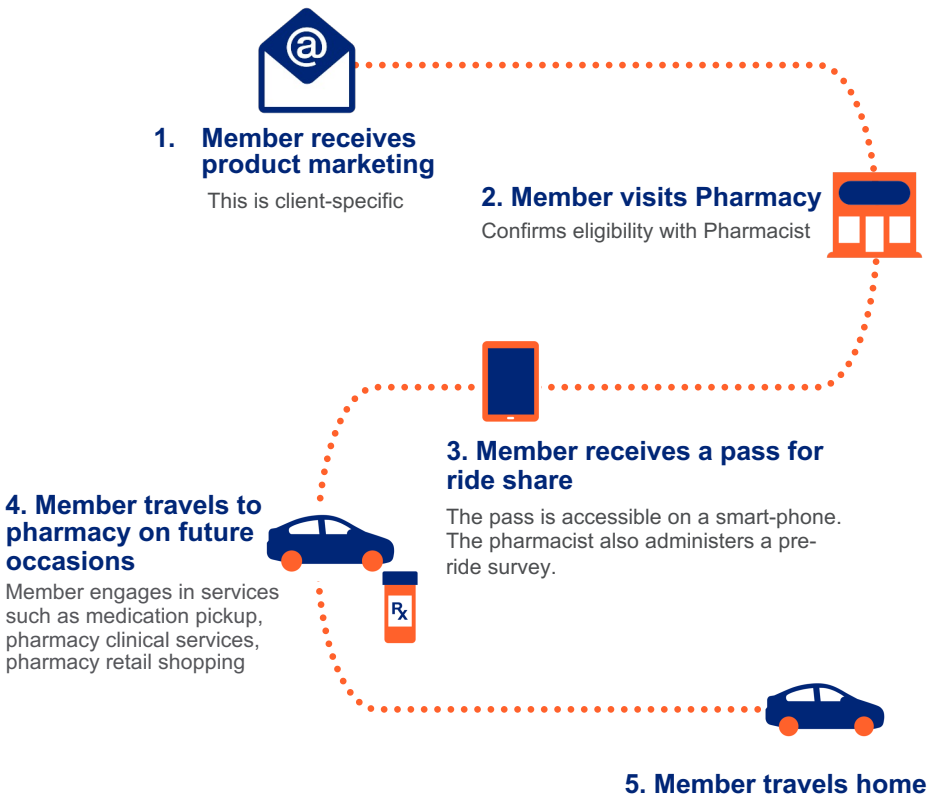 @
1. Member receives
product marketing
This is client-specific
2. Member visits Pharmacy
Confirms eligibility with Pharmacist
3. Member receives a pass for
ride share
The pass is accessible on a smart-phone.
The pharmacist also administers a pre-
ride survey.
4. Member travels to
pharmacy on future
occasions
Member engages in services
such as medication pickup,
pharmacy clinical services,
pharmacy retail shopping
Rx
5. Member travels home